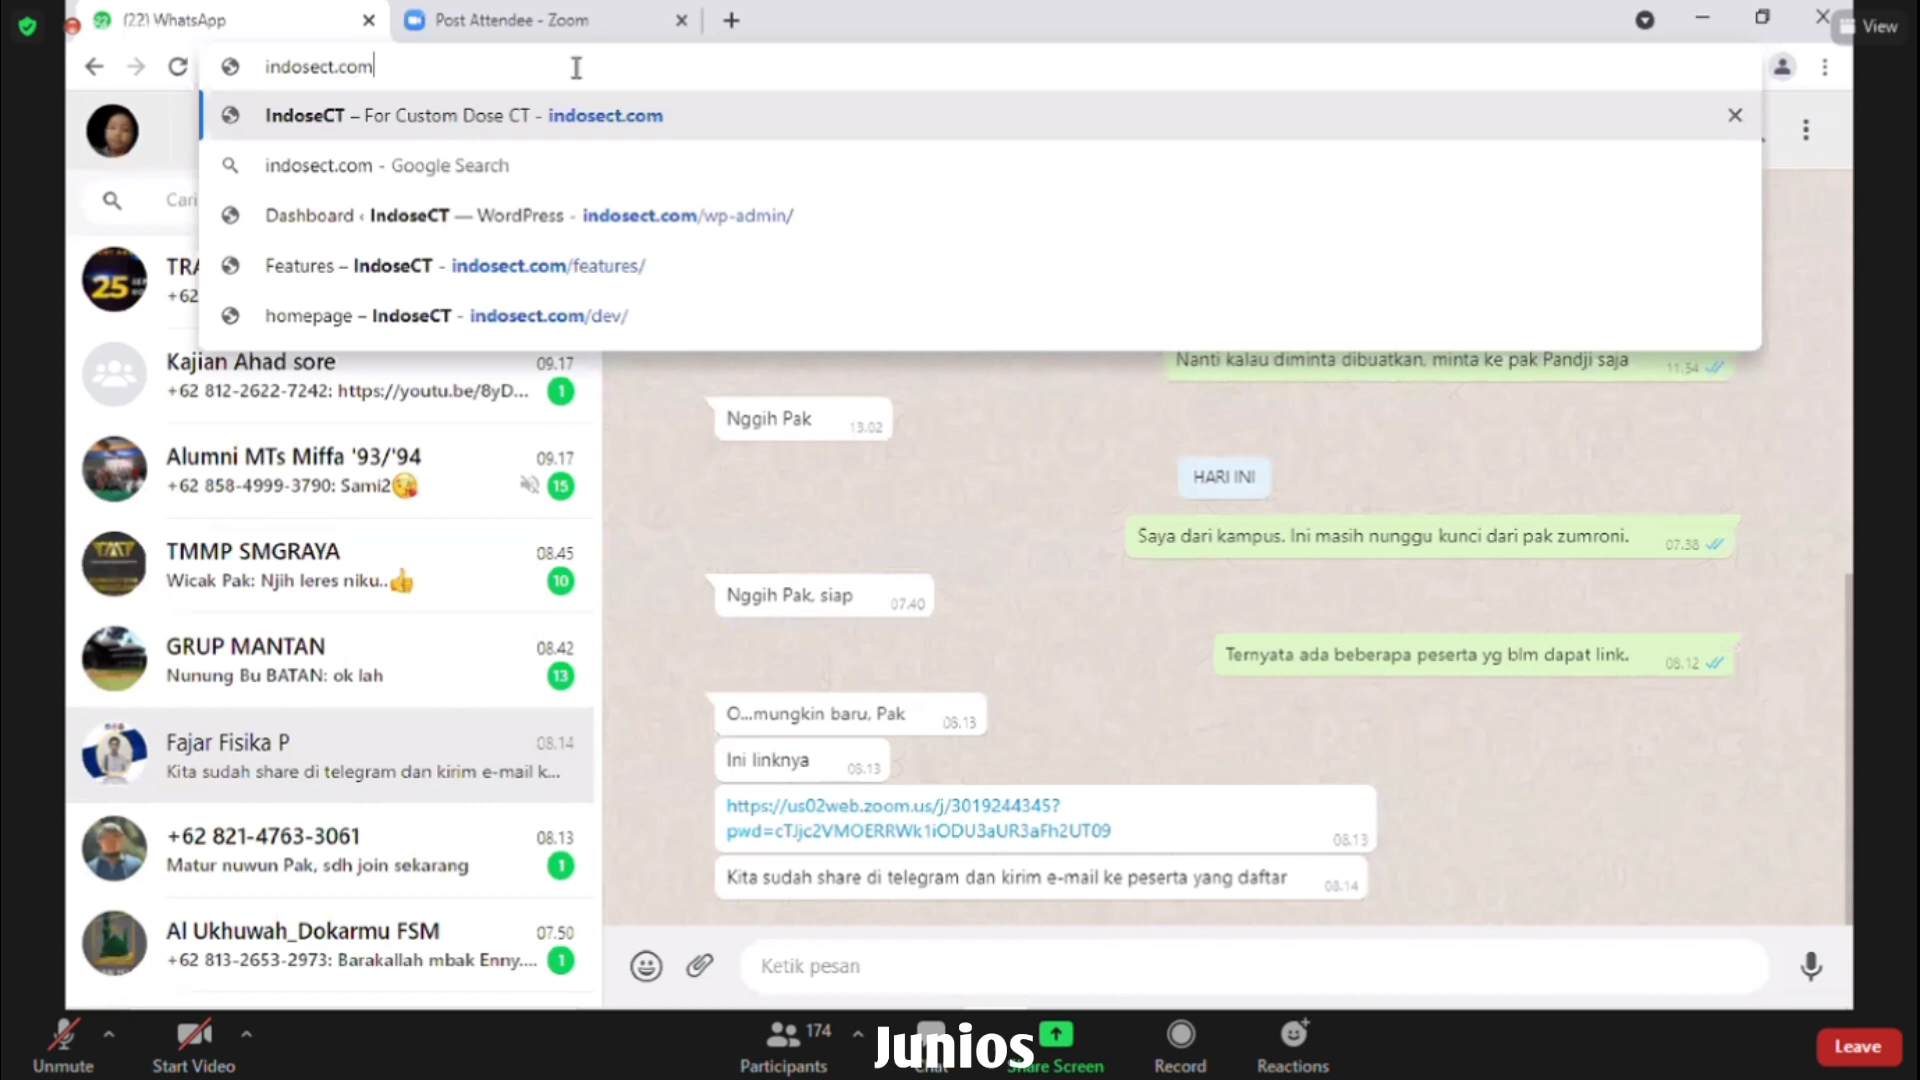 (22) WhatsApp
Post Attendee - Zoom
View
indosect.com
IndoseCT – For Custom Dose CT - indosect.com
indosect.com - Google Search
Dashboard ‹ IndoseCT — WordPress - indosect.com/wp-admin/
Features – IndoseCT - indosect.com/features/
homepage – IndoseCT - indosect.com/dev/
Cari
25
TRA
+62
Kajian Ahad sore
09.17
+62 812-2622-7242: https://youtu.be/8yD...
1
Alumni MTs Miffa '93/'94
09.17
+62 858-4999-3790: Sami2😘
15
TMMP SMGRAYA
08.45
Wicak Pak: Njih leres niku..👍
10
GRUP MANTAN
08.42
Nunung Bu BATAN: ok lah
13
Fajar Fisika P
08.14
Kita sudah share di telegram dan kirim e-mail k...
+62 821-4763-3061
08.13
Matur nuwun Pak, sdh join sekarang
1
Al Ukhuwah_Dokarmu FSM
07.50
+62 813-2653-2973: Barakallah mbak Enny....
1
Nanti kalau diminta dibuatkan, minta ke pak Pandji saja
11.54
Nggih Pak
13.02
HARI INI
Saya dari kampus. Ini masih nunggu kunci dari pak zumroni.
07.38
Nggih Pak, siap
07.40
Ternyata ada beberapa peserta yg blm dapat link.
08.12
O...mungkin baru, Pak
08.13
Ini linknya
08.13
https://us02web.zoom.us/j/3019244345?
pwd=cTJjc2VMOERRWk1iODU3aUR3aFh2UT09
08.13
Kita sudah share di telegram dan kirim e-mail ke peserta yang daftar
08.14
Ketik pesan
Unmute
Start Video
174
Participants
Chat
Junios
Share Screen
Record
Reactions
Leave